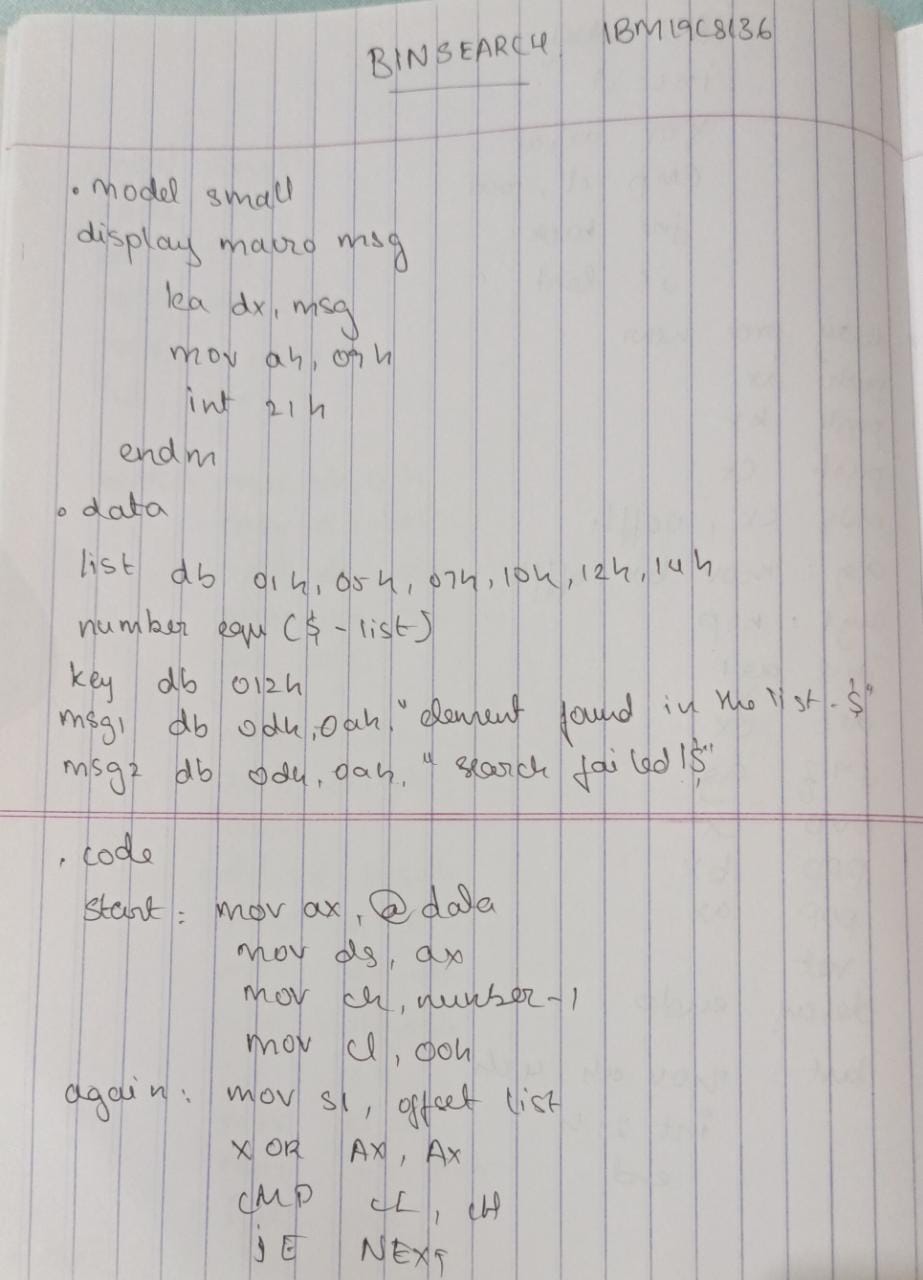 BINSEARCH 1BM19CS136
.model small
display macro msg
lea dx, msg
mov ah, 09h
int 21h
endm
.data
list db 01h, 05h, 07h, 10h, 12h, 14h
number equ ($ - list)
key db 012h
msg1 db 0dh, 0ah, "element found in the list. $"
msg2 db 0dh, 0ah, "search failed!$"
.code
start: mov ax, @data
mov ds, ax
mov ch, number-1
mov cl, 00h
again: mov si, offset list
XOR AX, AX
CMP CL, CH
JE NEXT